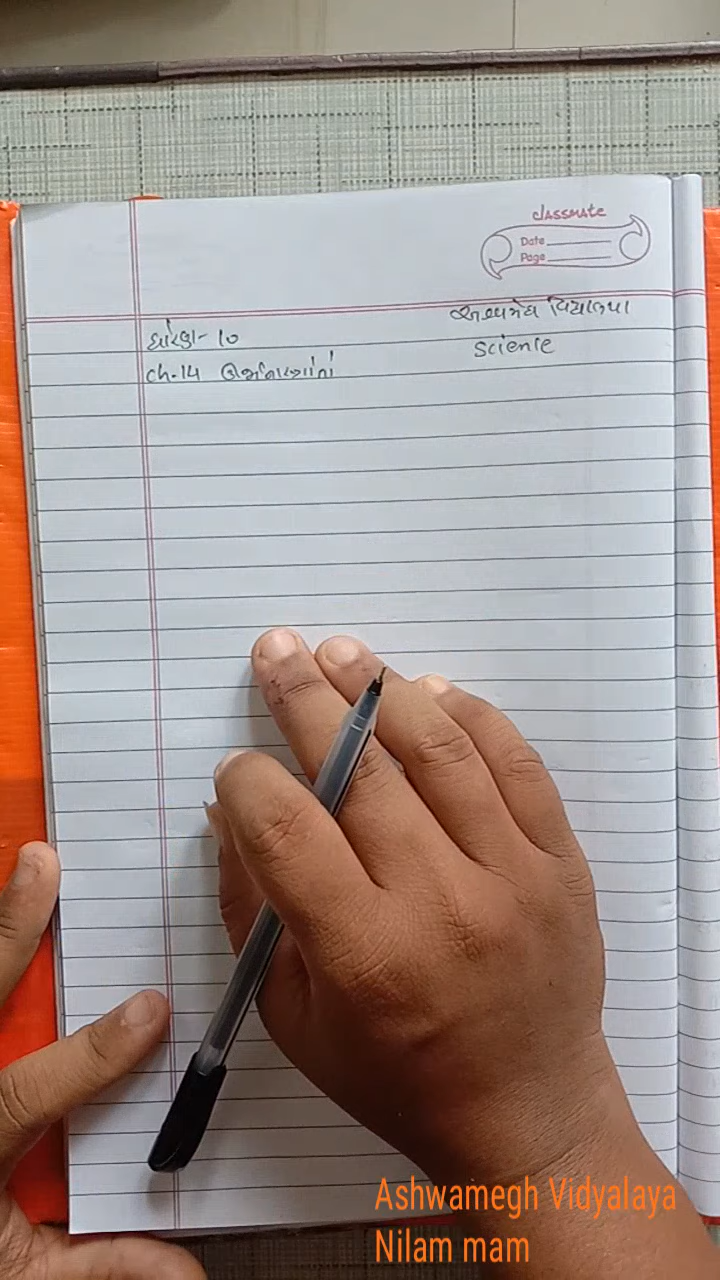 classmate
Date
Page
અશ્વમેઘ વિદ્યાલય
ધોરણ- 10
science
ch-14 ઊર્જાના સ્ત્રોતો
Ashwamegh Vidyalaya
Nilam mam